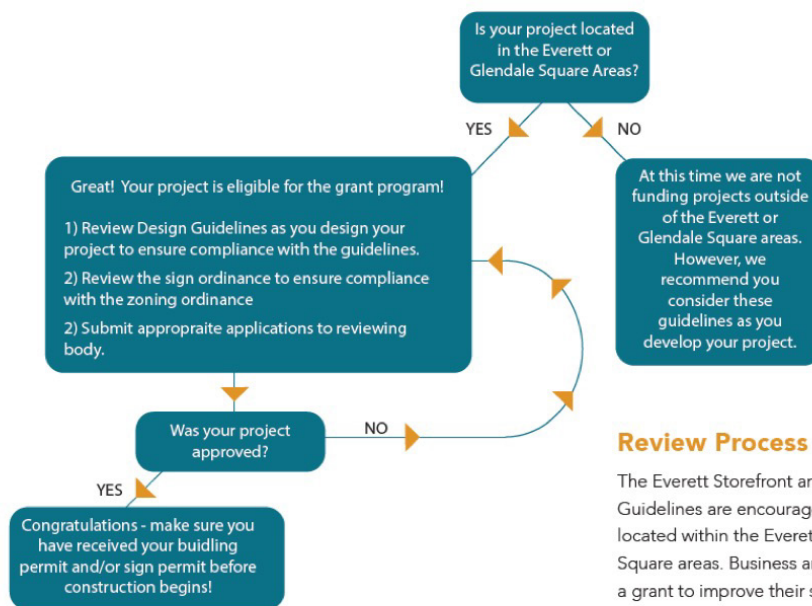 Is your project located
in the Everett or
Glendale Square Areas?
YES
NO
Great! Your project is eligible for the grant program!
1) Review Design Guidelines as you design your
project to ensure compliance with the guidelines.
2) Review the sign ordinance to ensure compliance
with the zoning ordinance
2) Submit appropraite applications to reviewing
body.
At this time we are not
funding projects outside
of the Everett or
Glendale Square areas.
However, we
recommend you
consider these
guidelines as you
develop your project.
Was your project
approved?
NO
YES
Congratulations - make sure you
have received your buidling
permit and/or sign permit before
construction begins!
Review Process
The Everett Storefront
Guidelines are
located within the
Square areas. Business
a grant to improve their